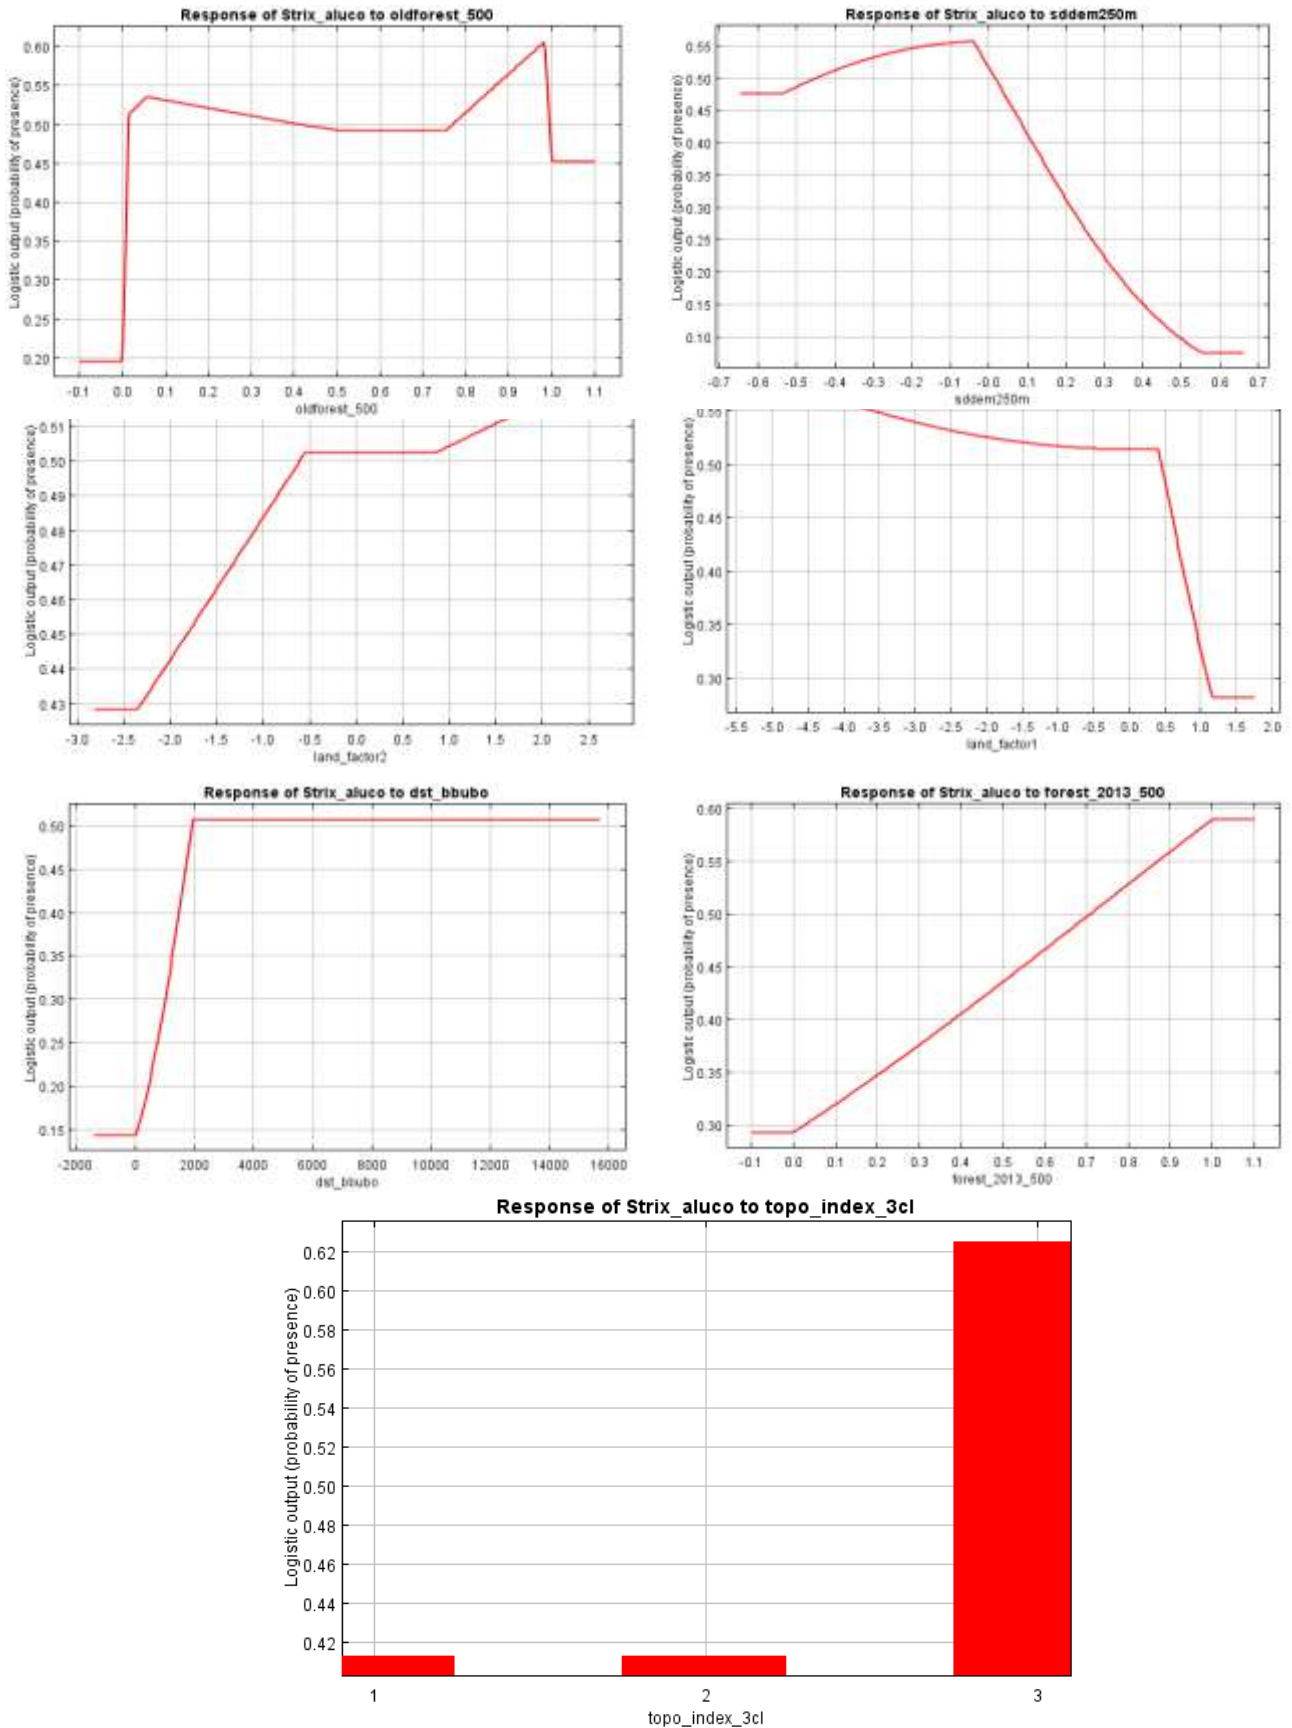 Response of Strix_aluco to oldforest_500
Logistic output (probability of presence)
0.60
0.55
0.50
0.45
0.40
0.35
0.30
0.25
0.20
-0.1 0.0 0.1 0.2 0.3 0.4 0.5 0.6 0.7 0.8 0.9 1.0 1.1
oldforest_500
Response of Strix_aluco to sddem250m
Logistic output (probability of presence)
0.55
0.50
0.45
0.40
0.35
0.30
0.25
0.20
0.15
0.10
-0.7 -0.6 -0.5 -0.4 -0.3 -0.2 -0.1 -0.0 0.1 0.2 0.3 0.4 0.5 0.6 0.7
sddem250m
Logistic output (probability of presence)
0.51
0.50
0.49
0.48
0.47
0.46
0.45
0.44
0.43
-3.0 -2.5 -2.0 -1.5 -1.0 -0.5 0.0 0.5 1.0 1.5 2.0 2.5
land_factor2
Logistic output (probability of presence)
0.55
0.50
0.45
0.40
0.35
0.30
-5.5 -5.0 -4.5 -4.0 -3.5 -3.0 -2.5 -2.0 -1.5 -1.0 -0.5 0.0 0.5 1.0 1.5 2.0
land_factor1
Response of Strix_aluco to dst_bbubo
Logistic output (probability of presence)
0.50
0.45
0.40
0.35
0.30
0.25
0.20
0.15
-2000 0 2000 4000 6000 8000 10000 12000 14000 16000
dst_bbubo
Response of Strix_aluco to forest_2013_500
Logistic output (probability of presence)
0.60
0.55
0.50
0.45
0.40
0.35
0.30
-0.1 0.0 0.1 0.2 0.3 0.4 0.5 0.6 0.7 0.8 0.9 1.0 1.1
forest_2013_500
Response of Strix_aluco to topo_index_3cl
Logistic output (probability of presence)
0.62
0.60
0.58
0.56
0.54
0.52
0.50
0.48
0.46
0.44
0.42
1 2 3
topo_index_3cl